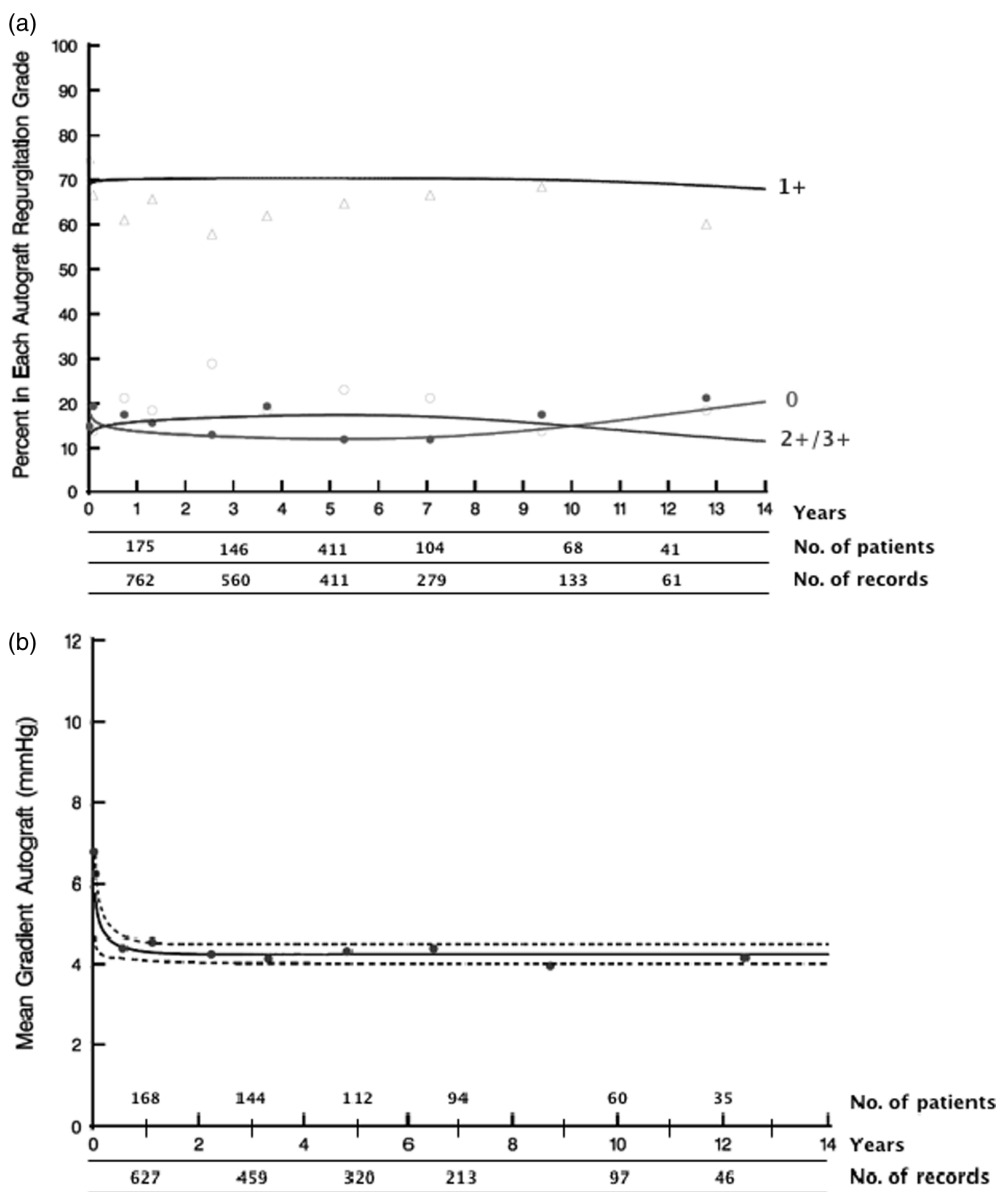 (a)
Percent in Each Autograft Regurgitation Grade
100
90
80
70
60
50
40
30
20
10
0
1+
0
2+/3+
0 1 2 3 4 5 6 7 8 9 10 11 12 13 14 Years
175 146 411 104 68 41 No. of patients
762 560 411 279 133 61 No. of records
(b)
Mean Gradient Autograft (mmHg)
12
10
8
6
4
2
0
168 144 112 94 60 35 No. of patients
0 2 4 6 8 10 12 14 Years
627 459 320 213 97 46 No. of records